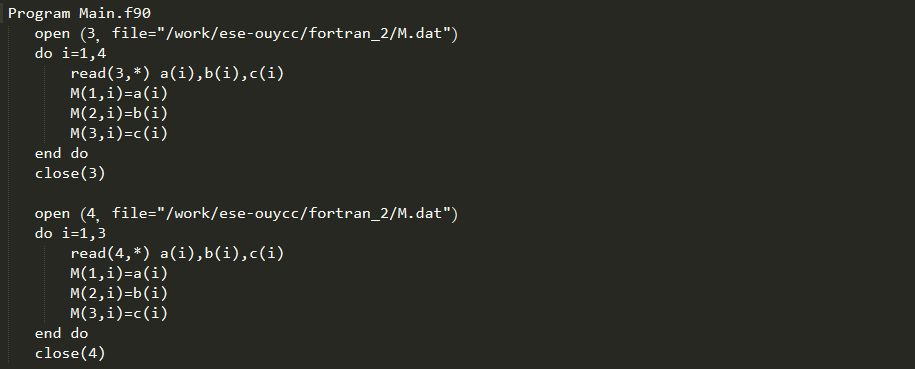 Program Main.f90
open (3, file="/work/ese-ouycc/fortran_2/M.dat")
do i=1,4
read(3,*) a(i),b(i),c(i)
M(1,i)=a(i)
M(2,i)=b(i)
M(3,i)=c(i)
end do
close(3)
open (4, file="/work/ese-ouycc/fortran_2/M.dat")
do i=1,3
read(4,*) a(i),b(i),c(i)
M(1,i)=a(i)
M(2,i)=b(i)
M(3,i)=c(i)
end do
close(4)